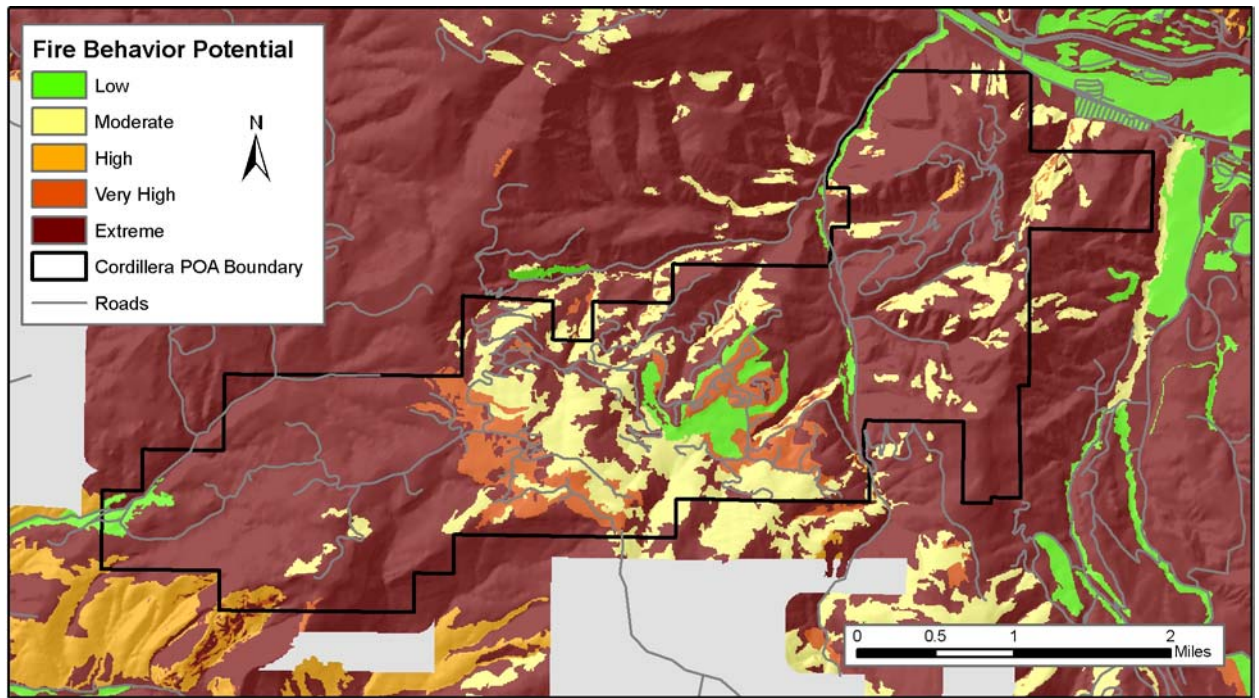 Fire Behavior Potential
Low
Moderate
High
Very High
Extreme
Cordillera POA Boundary
Roads
N
0 0.5 1 2
Miles